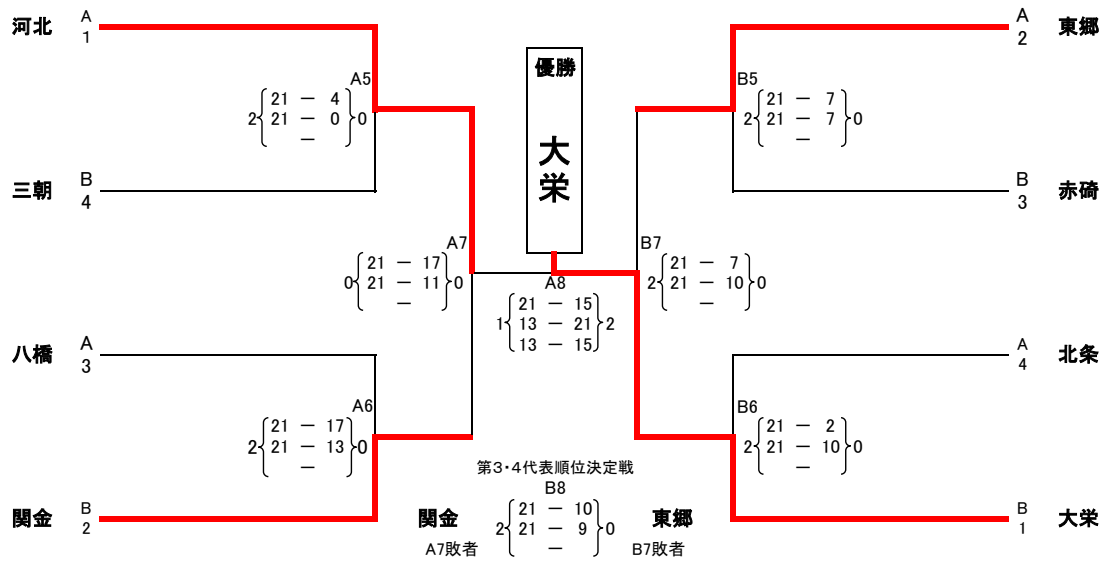 河北 A 1
A 2 東郷
優勝
大栄
A5
2 21 － 4 0
21 － 0
－
B5
2 21 － 7 0
21 － 7
－
三朝 B 4
B 3 赤碕
A7
0 21 － 17 0
21 － 11
－
B7
2 21 － 7 0
21 － 10
－
A8
21 － 15
1 13 － 21 2
13 － 15
八橋 A 3
A 4 北条
A6
2 21 － 17 0
21 － 13
－
B6
2 21 － 2 0
21 － 10
－
第3・4代表順位決定戦
B8
21 － 10
2 21 － 9 0
－
関金 B 2
関金
東郷
B 1 大栄
A7敗者
B7敗者